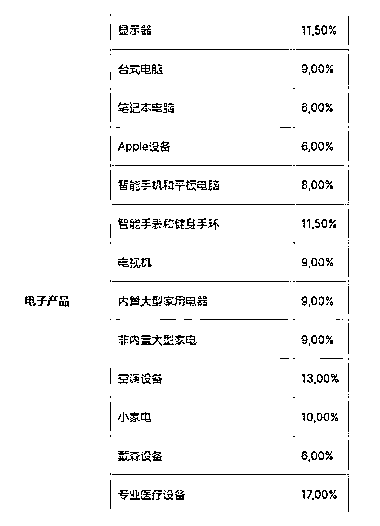 显示器 11,50%
台式电脑 9,00%
笔记本电脑 8,00%
Apple设备 6,00%
智能手机和平板电脑 8,00%
智能手表和健身手环 11,50%
电视机 9,00%
电子产品 内置大型家用电器 9,00%
非内置大型家电 9,00%
空调设备 13,00%
小家电 10,00%
戴森设备 6,00%
专业医疗设备 17,00%